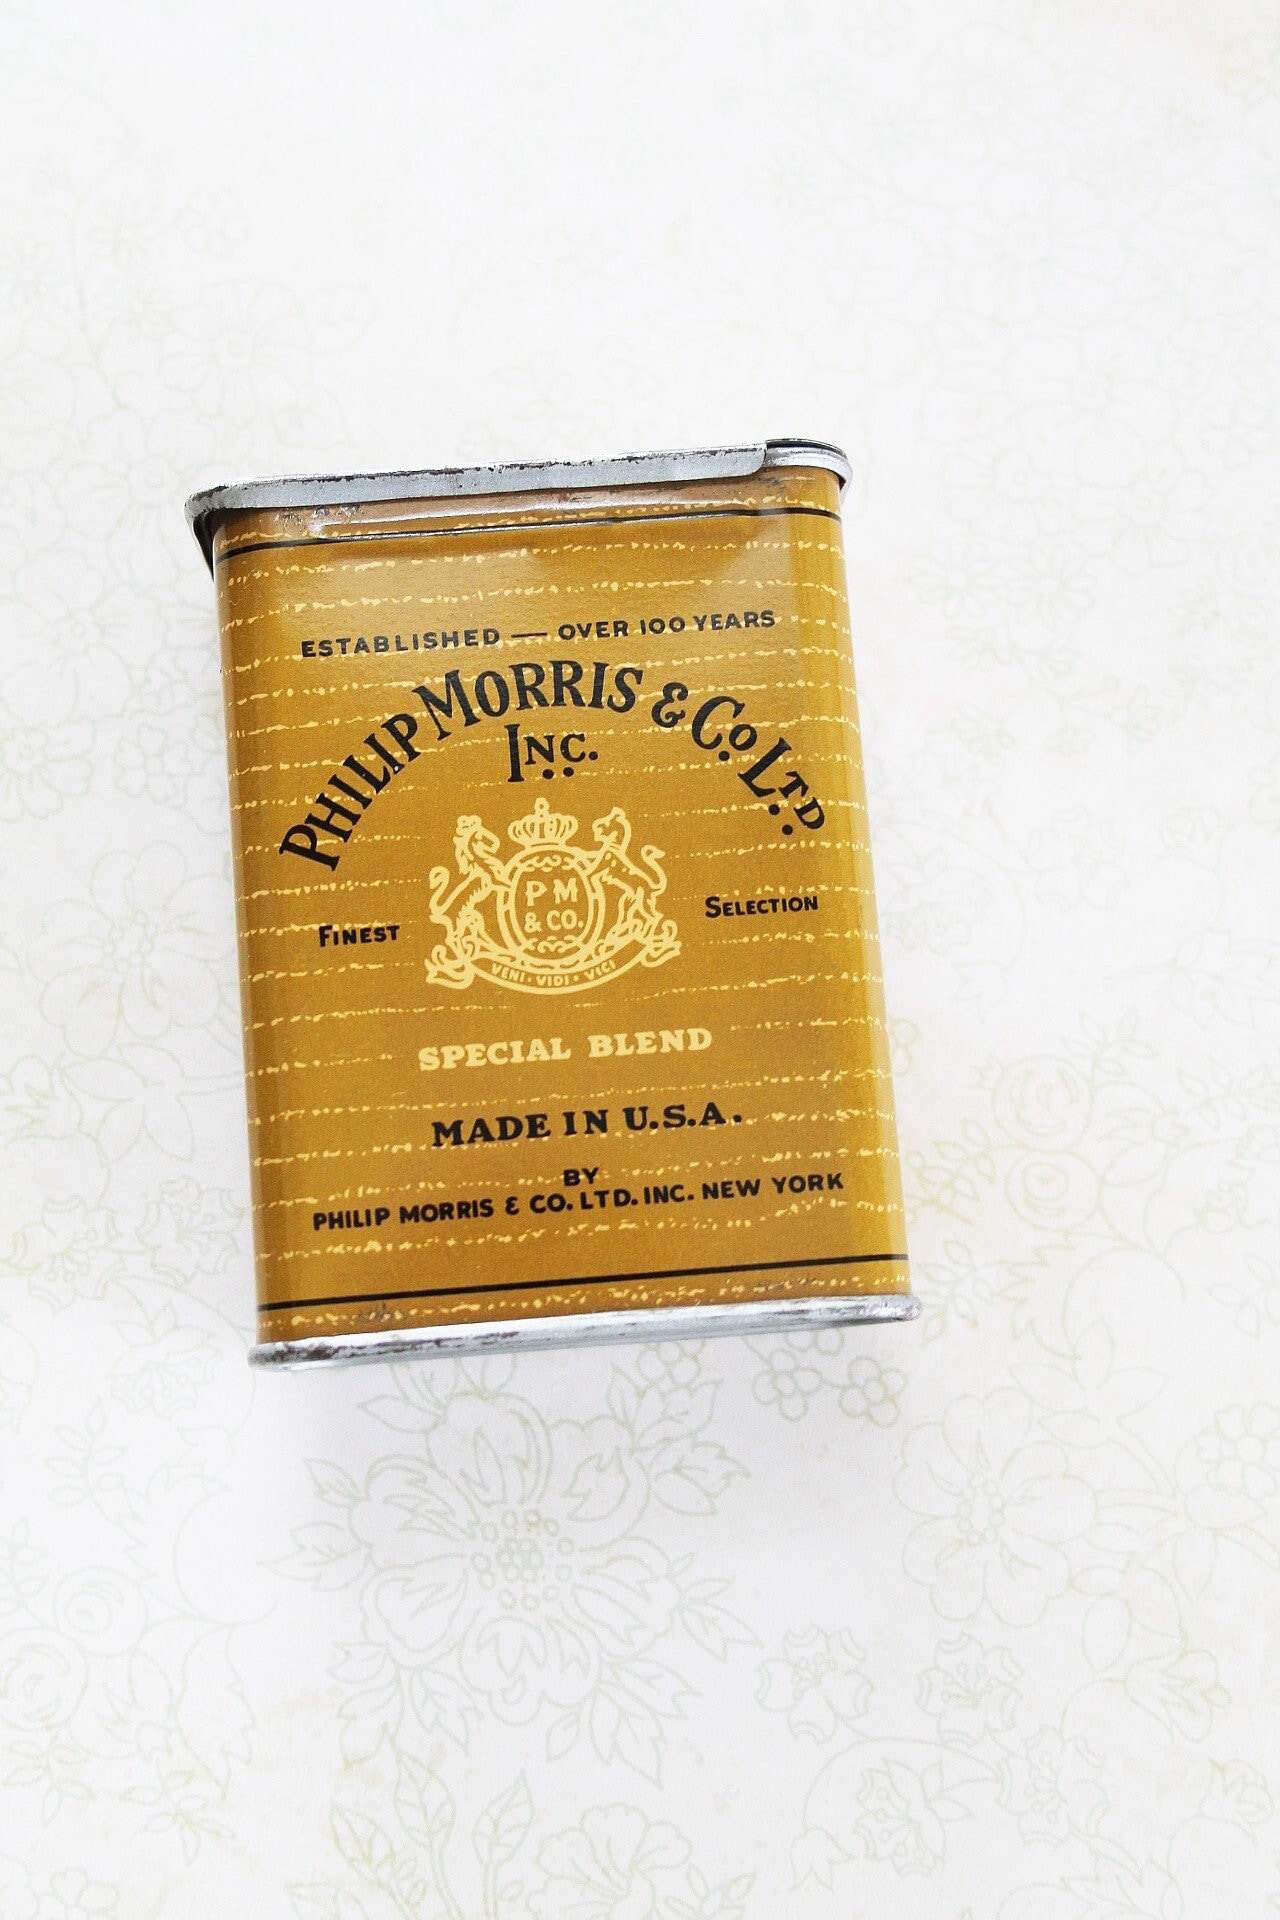 ESTABLISHED — OVER 100 YEARS
PHILIP MORRIS & Co. LTD.
INC.
P M
& CO.
VENI · VIDI · VICI
FINEST
SELECTION
SPECIAL BLEND
MADE IN U.S.A.
BY
PHILIP MORRIS & CO. LTD. INC. NEW YORK